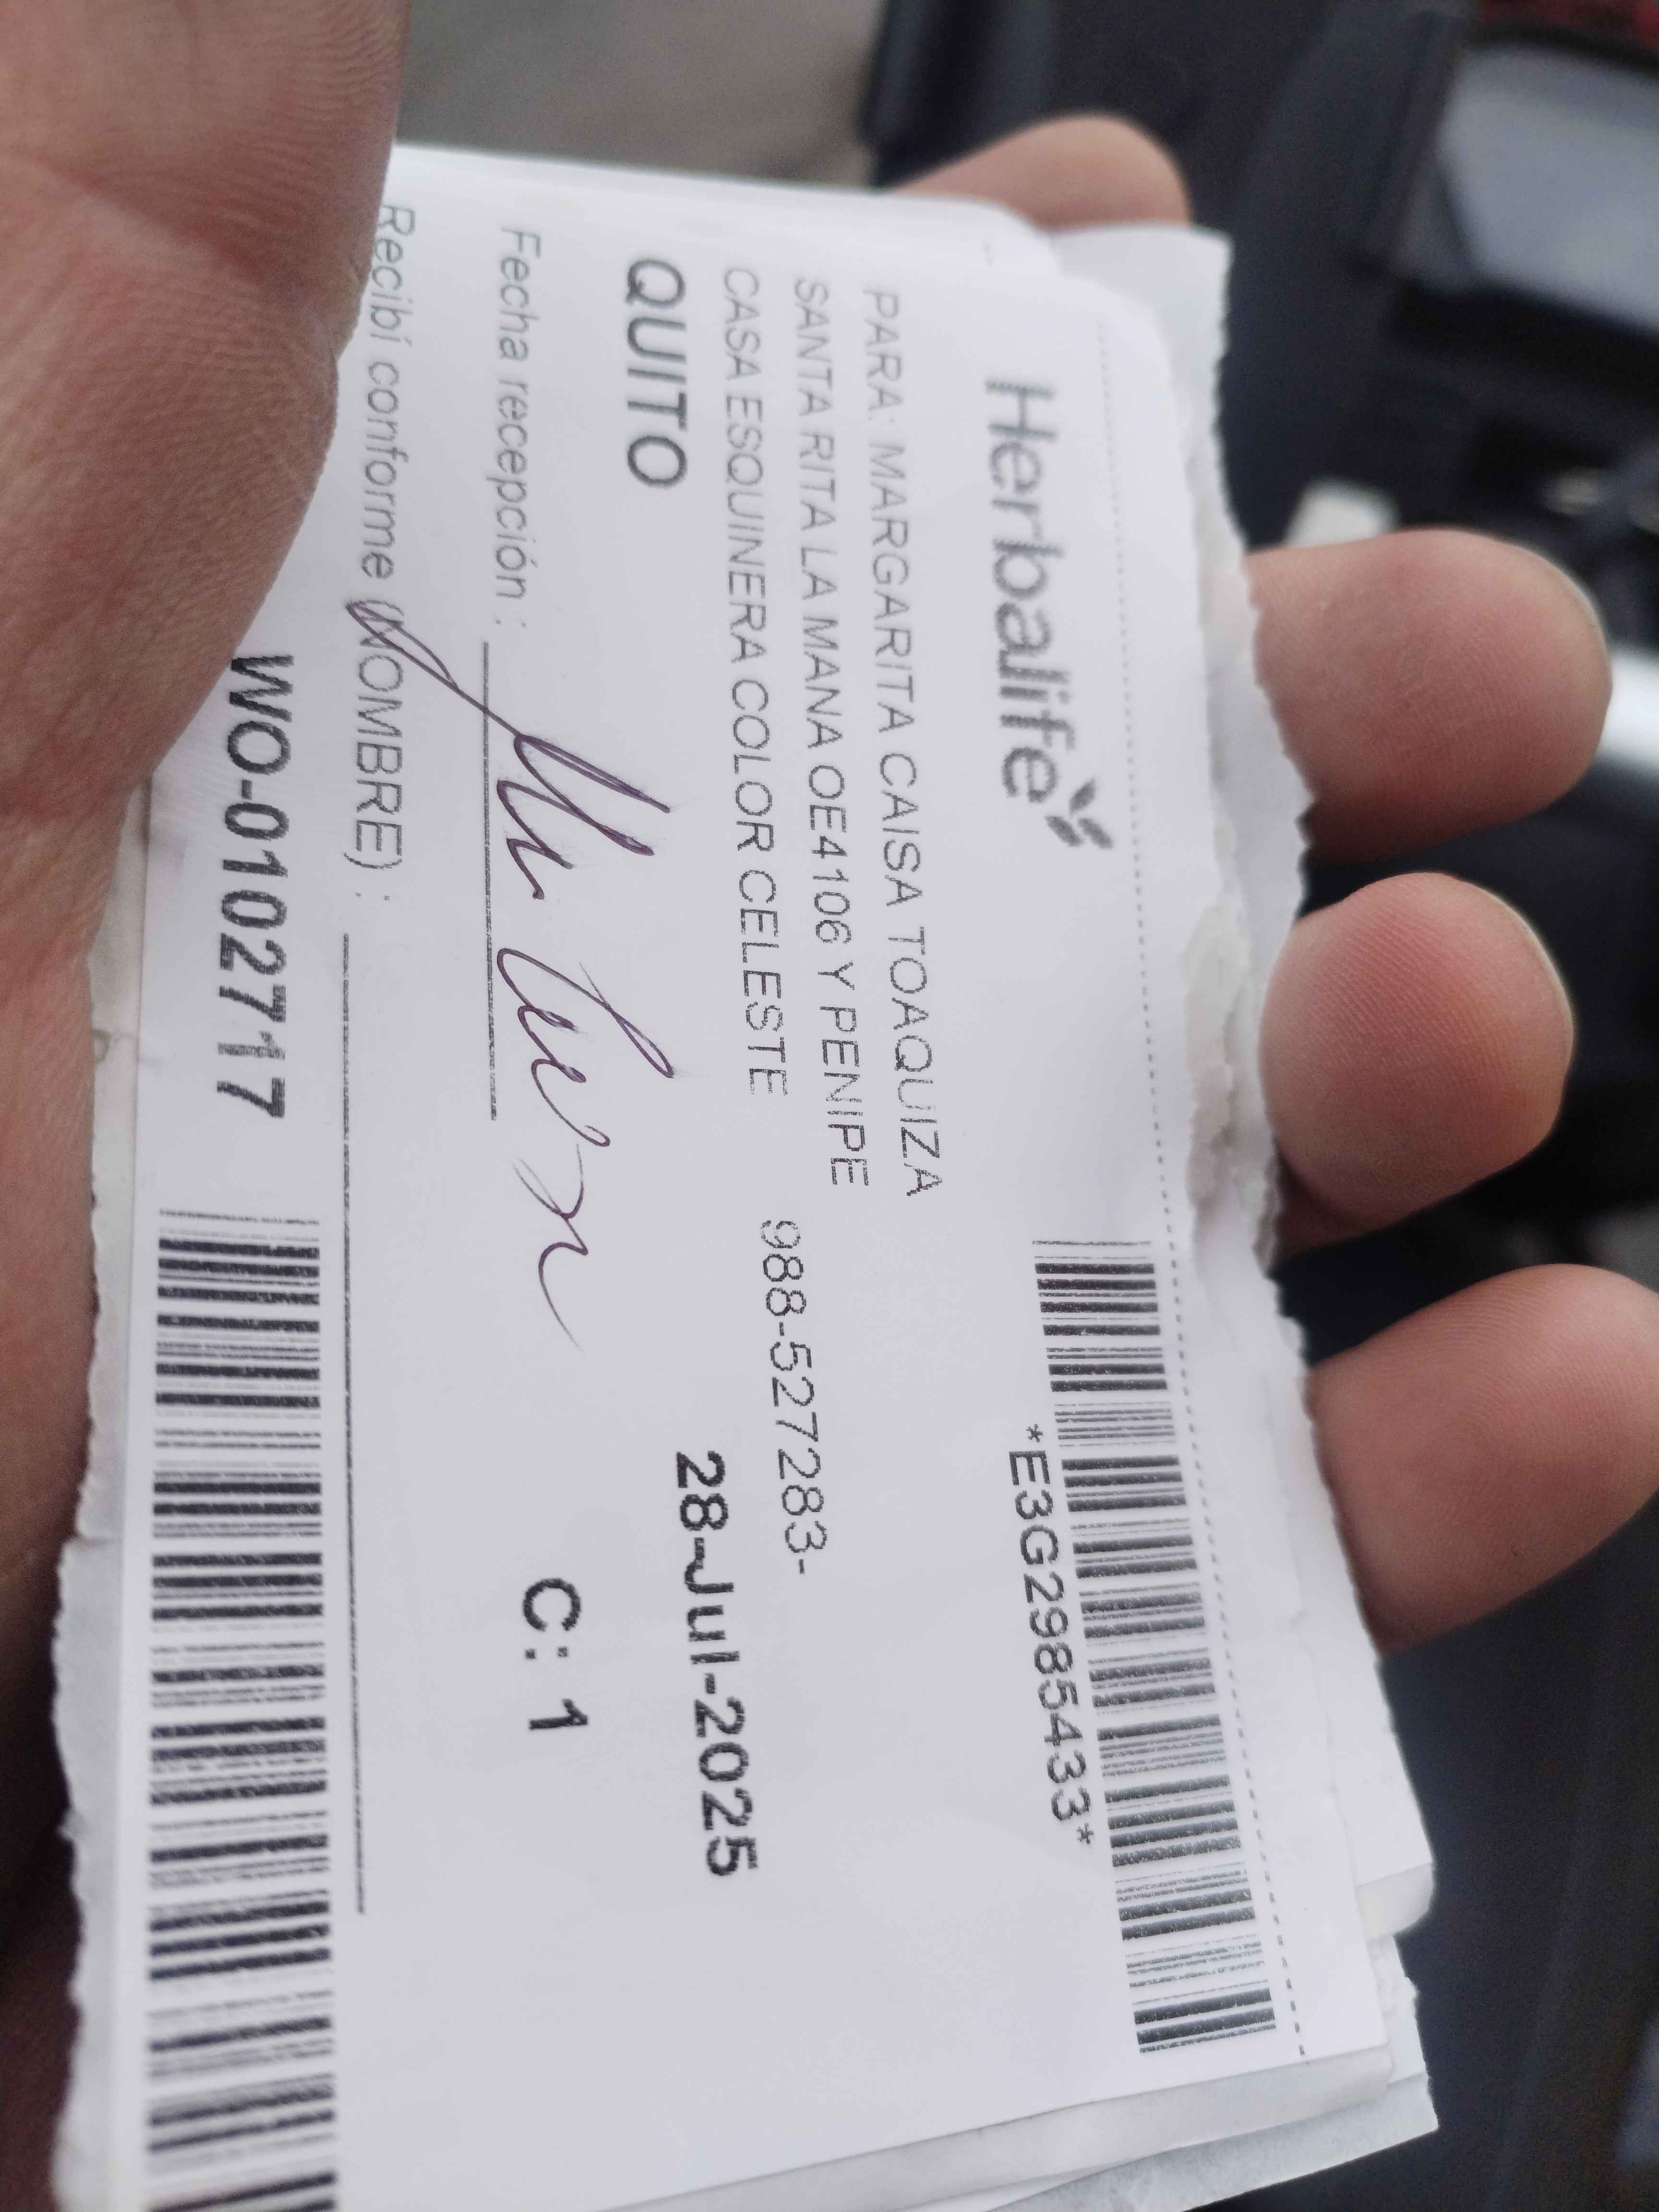 Herbalife
*E3G2985433*
PARA: MARGARITA CAISA TOAQUIZA
SANTA RITA LA MANA OE4106 Y PENIPE
CASA ESQUINERA COLOR CELESTE 988-527283-
QUITO 28-Jul-2025
Fecha recepción :
C: 1
Recibí conforme (NOMBRE) :
WO-0102717